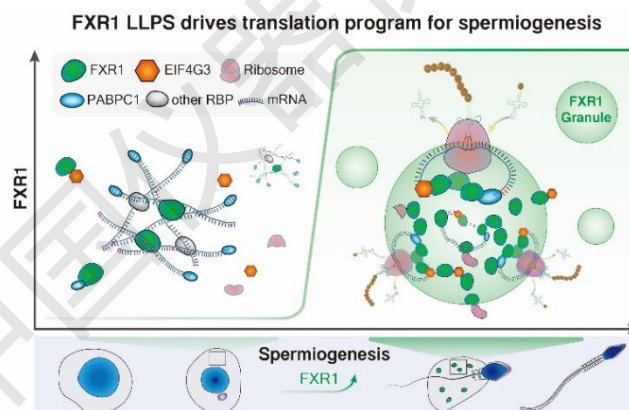 FXR1 LLPS drives translation program for spermiogenesis
FXR1 EIF4G3 Ribosome
PABPC1 other RBP mRNA
FXR1
Granule
FXR1
Spermiogenesis
FXR1